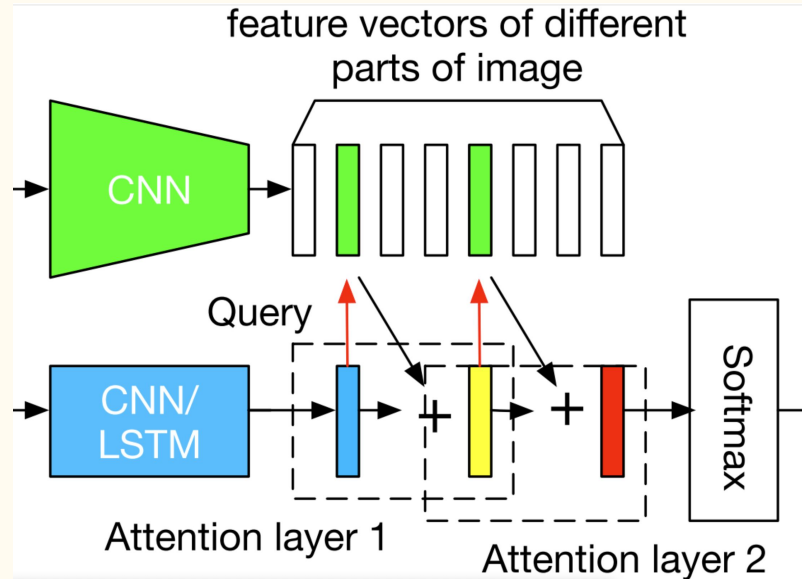 feature vectors of different
parts of image
CNN
Query
CNN/
LSTM
+
+
Softmax
Attention layer 1
Attention layer 2